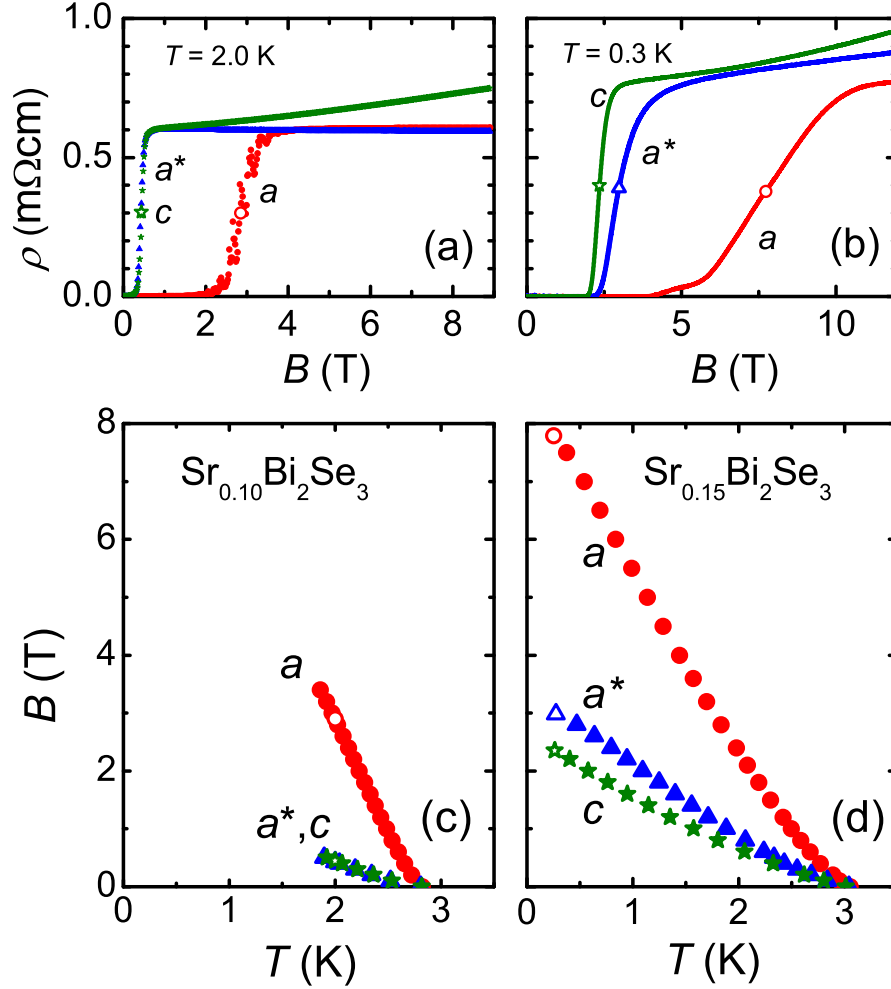 1.0
0.5
0.0
ρ (mΩcm)
T = 2.0 K
a*
c
a
(a)
0 2 4 6 8
B (T)
T = 0.3 K
c
a*
a
(b)
0 5 10
B (T)
8
6
4
2
0
B (T)
Sr0.10Bi2Se3
a
a*,c
(c)
0 1 2 3
T (K)
Sr0.15Bi2Se3
a
a*
c
(d)
0 1 2 3
T (K)